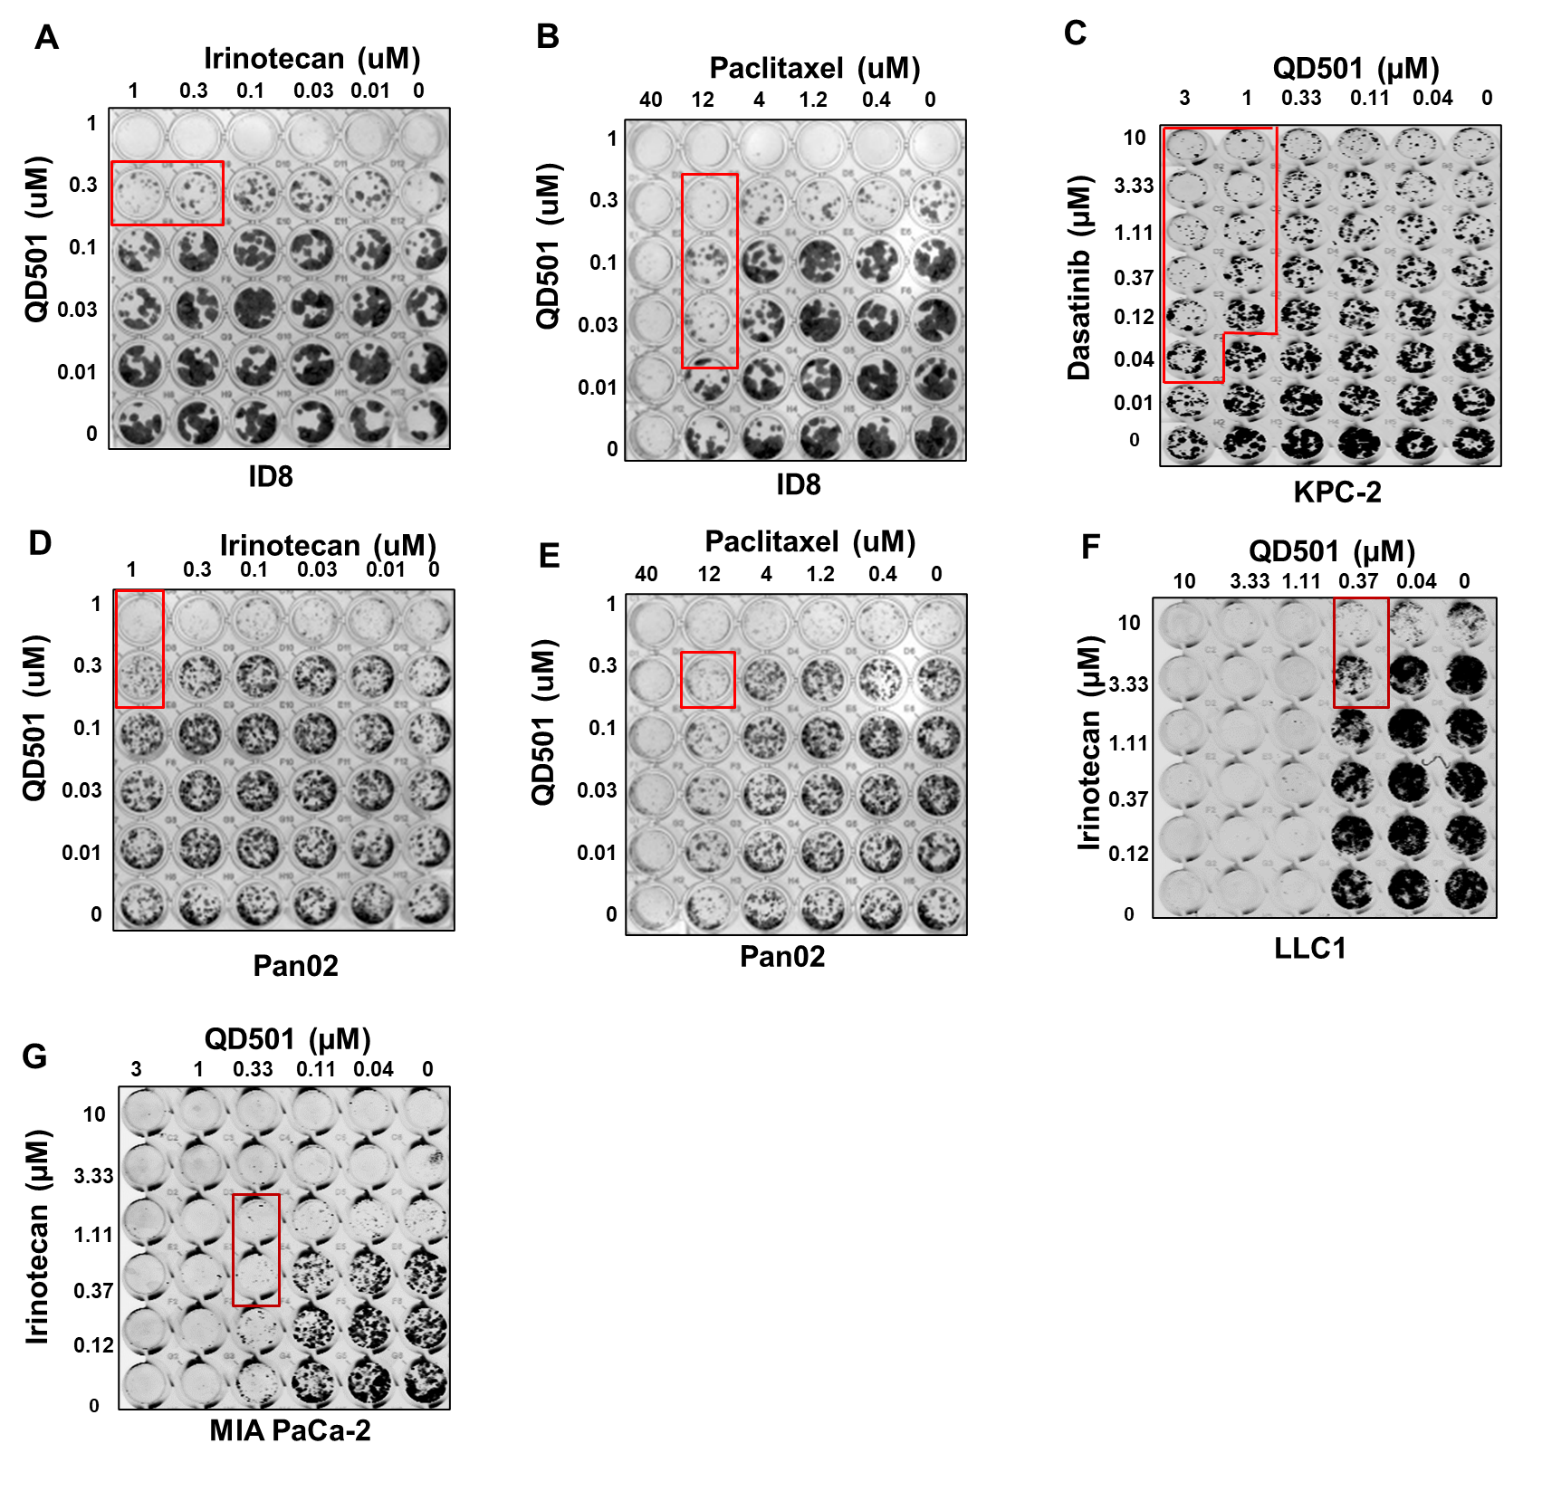 A
Irinotecan (uM)
1 0.3 0.1 0.03 0.01 0
QD501 (uM)
1
0.3
0.1
0.03
0.01
0
ID8
B
Paclitaxel (uM)
40 12 4 1.2 0.4 0
QD501 (uM)
1
0.3
0.1
0.03
0.01
0
ID8
C
QD501 (µM)
3 1 0.33 0.11 0.04 0
Dasatinib (µM)
10
3.33
1.11
0.37
0.12
0.04
0.01
0
KPC-2
D
Irinotecan (uM)
1 0.3 0.1 0.03 0.01 0
QD501 (uM)
1
0.3
0.1
0.03
0.01
0
Pan02
E
Paclitaxel (uM)
40 12 4 1.2 0.4 0
QD501 (uM)
1
0.3
0.1
0.03
0.01
0
Pan02
F
QD501 (µM)
10 3.33 1.11 0.37 0.04 0
Irinotecan (µM)
10
3.33
1.11
0.37
0.12
0
LLC1
G
QD501 (µM)
3 1 0.33 0.11 0.04 0
Irinotecan (µM)
10
3.33
1.11
0.37
0.12
0
MIA PaCa-2